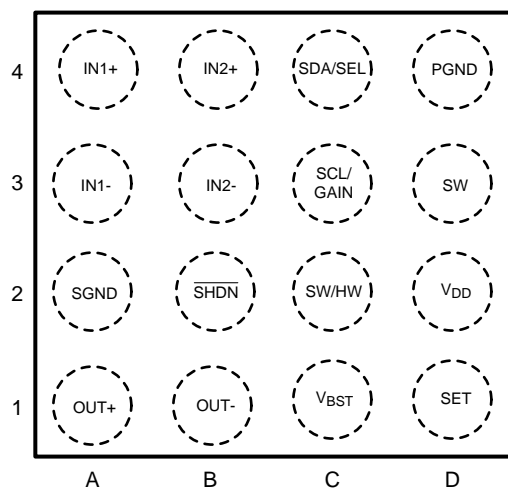 4 IN1+ IN2+ SDA/SEL PGND
3 IN1- IN2- SCL/
GAIN SW
2 SGND SHDN SW/HW VDD
1 OUT+ OUT- VBST SET
A B C D